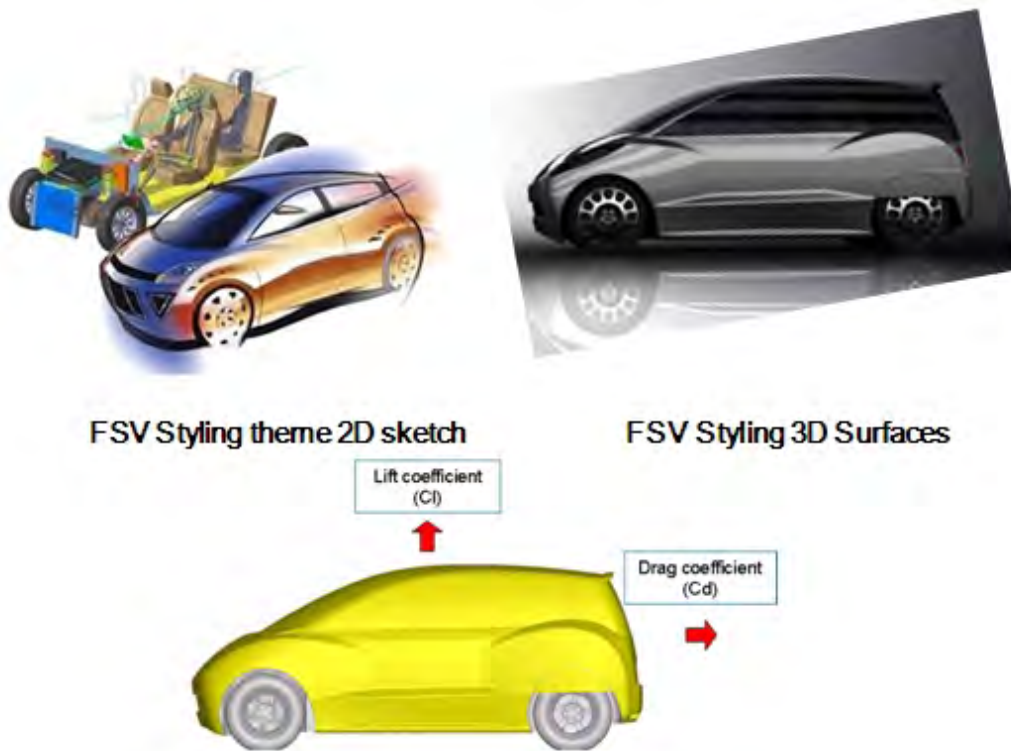 FSV Styling theme 2D sketch
FSV Styling 3D Surfaces
Lift coefficient
(Cl)
Drag coefficient
(Cd)